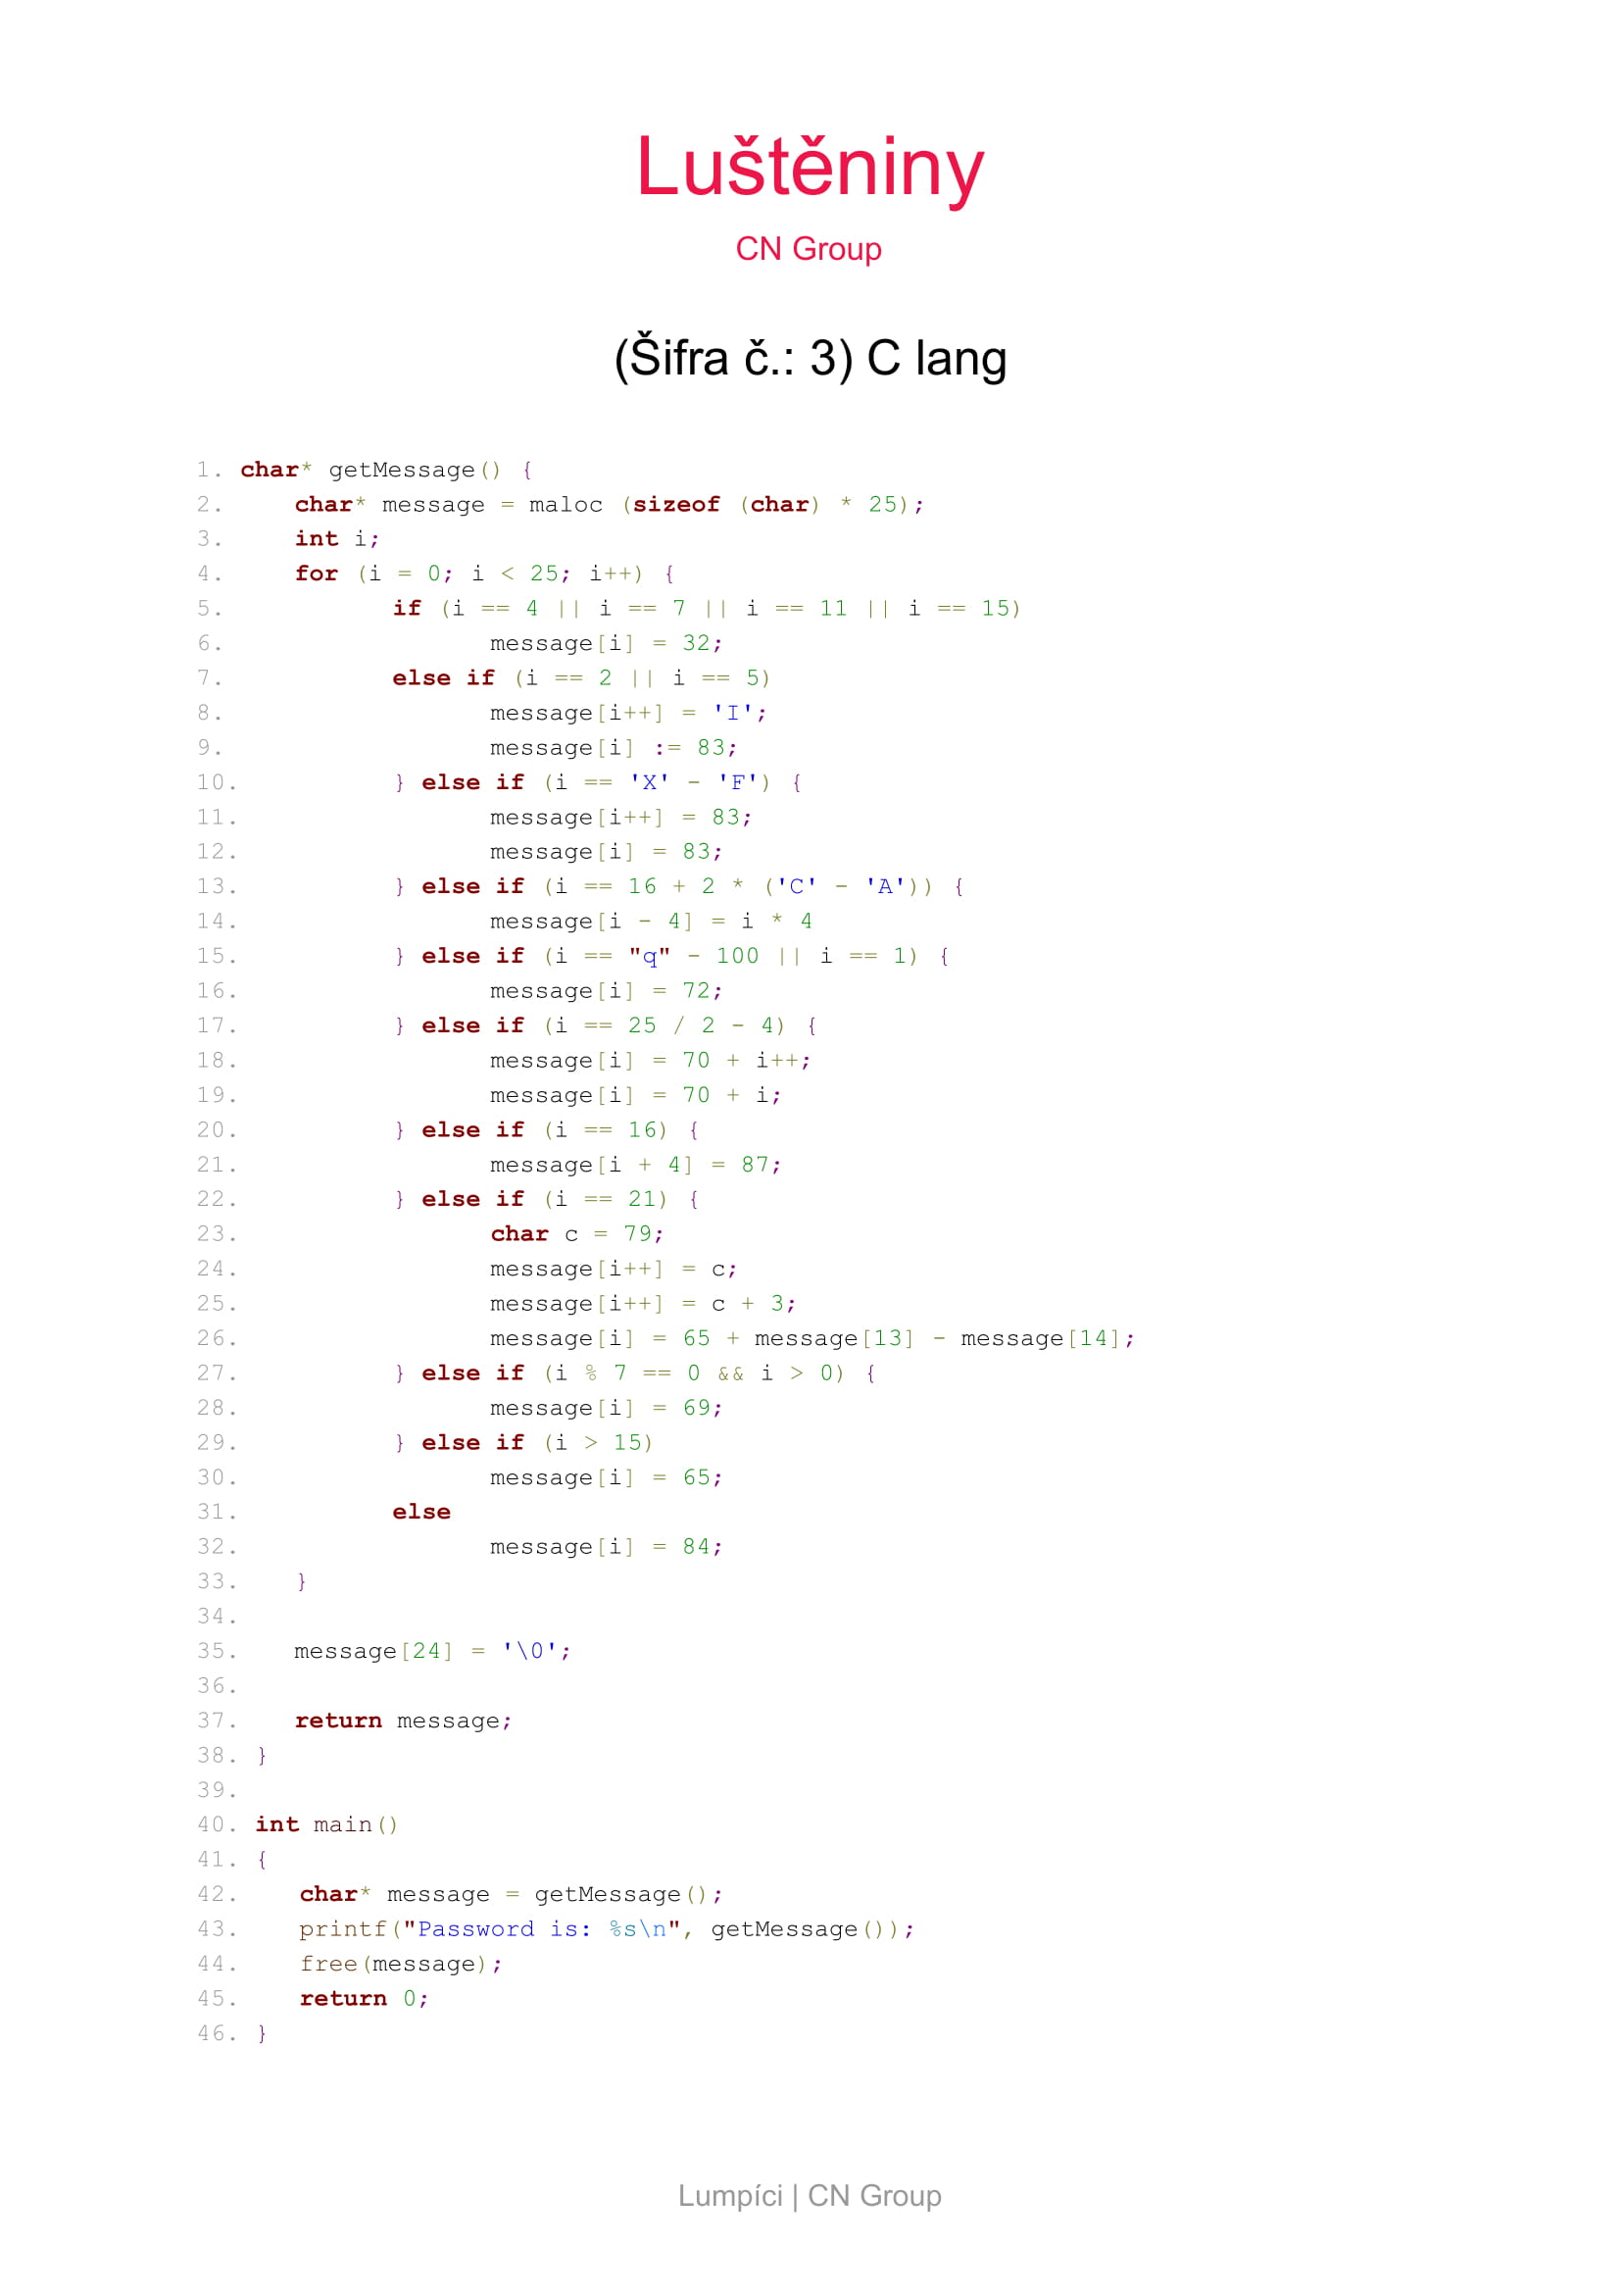 Luštěniny
CN Group
(Šifra č.: 3) C lang
1. char* getMessage() {
2. char* message = maloc (sizeof (char) * 25);
3. int i;
4. for (i = 0; i < 25; i++) {
5. if (i == 4 || i == 7 || i == 11 || i == 15)
6. message[i] = 32;
7. else if (i == 2 || i == 5)
8. message[i++] = 'I';
9. message[i] := 83;
10. } else if (i == 'X' - 'F') {
11. message[i++] = 83;
12. message[i] = 83;
13. } else if (i == 16 + 2 * ('C' - 'A')) {
14. message[i - 4] = i * 4
15. } else if (i == "q" - 100 || i == 1) {
16. message[i] = 72;
17. } else if (i == 25 / 2 - 4) {
18. message[i] = 70 + i++;
19. message[i] = 70 + i;
20. } else if (i == 16) {
21. message[i + 4] = 87;
22. } else if (i == 21) {
23. char c = 79;
24. message[i++] = c;
25. message[i++] = c + 3;
26. message[i] = 65 + message[13] - message[14];
27. } else if (i % 7 == 0 && i > 0) {
28. message[i] = 69;
29. } else if (i > 15)
30. message[i] = 65;
31. else
32. message[i] = 84;
33. }
34.
35. message[24] = '\0';
36.
37. return message;
38. }
39.
40. int main()
41. {
42. char* message = getMessage();
43. printf("Password is: %s\n", getMessage());
44. free(message);
45. return 0;
46. }
Lumpíci | CN Group